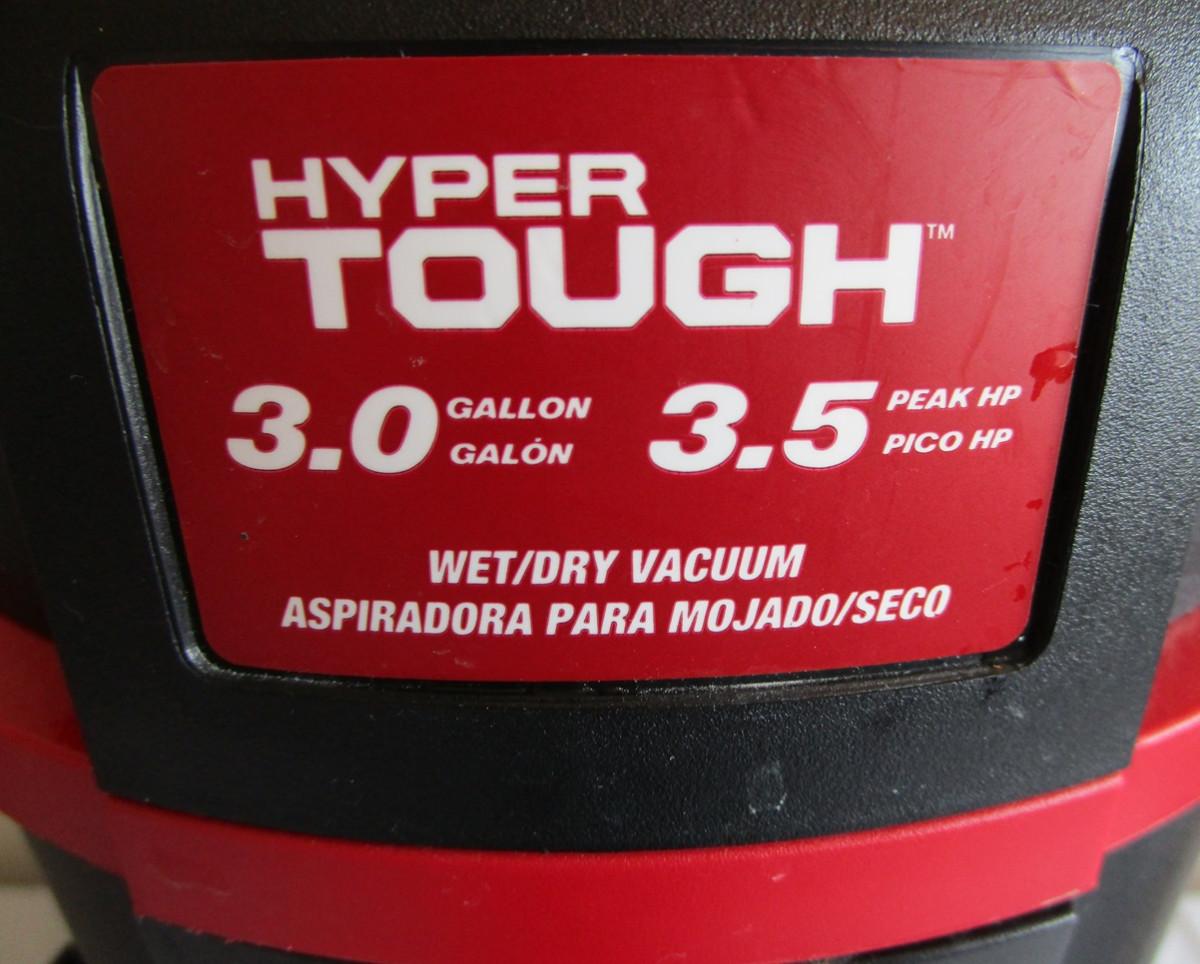 HYPER
TOUGH™
3.0 GALLON GALÓN 3.5 PEAK HP PICO HP
WET/DRY VACUUM
ASPIRADORA PARA MOJADO/SECO